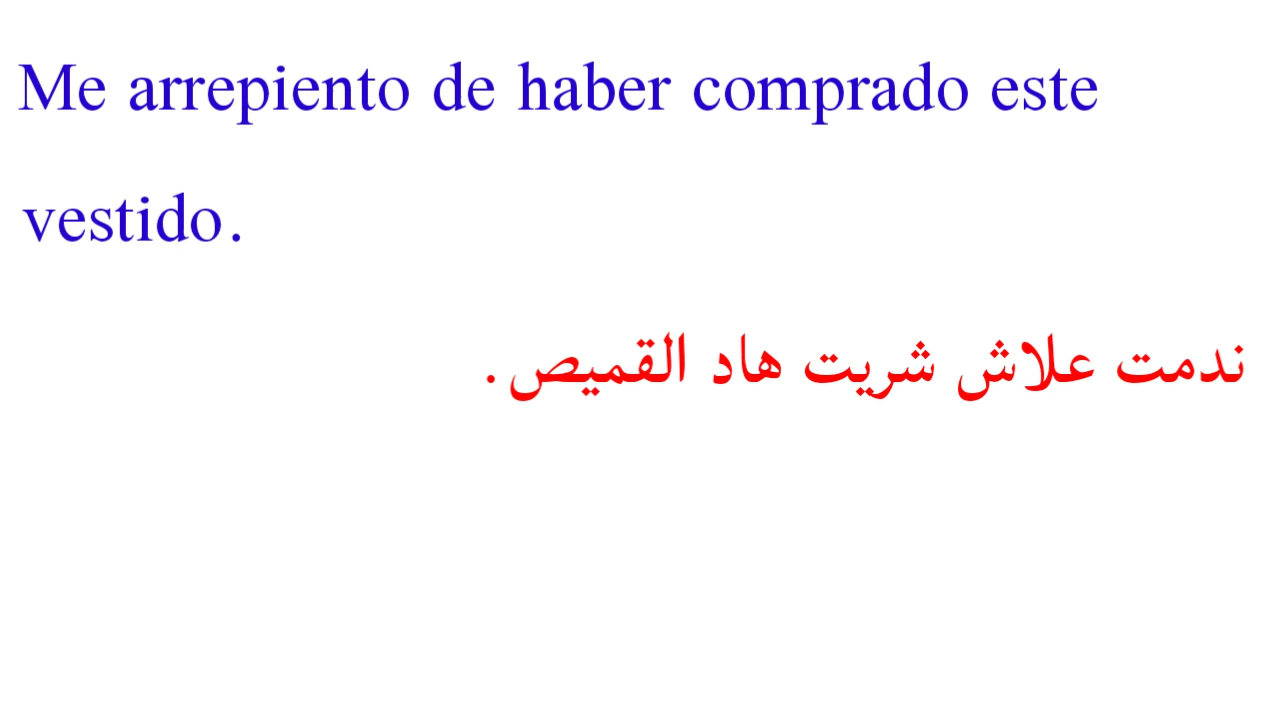 Me arrepiento de haber comprado este
vestido.
ندمت علاش شريت هاد القميص.